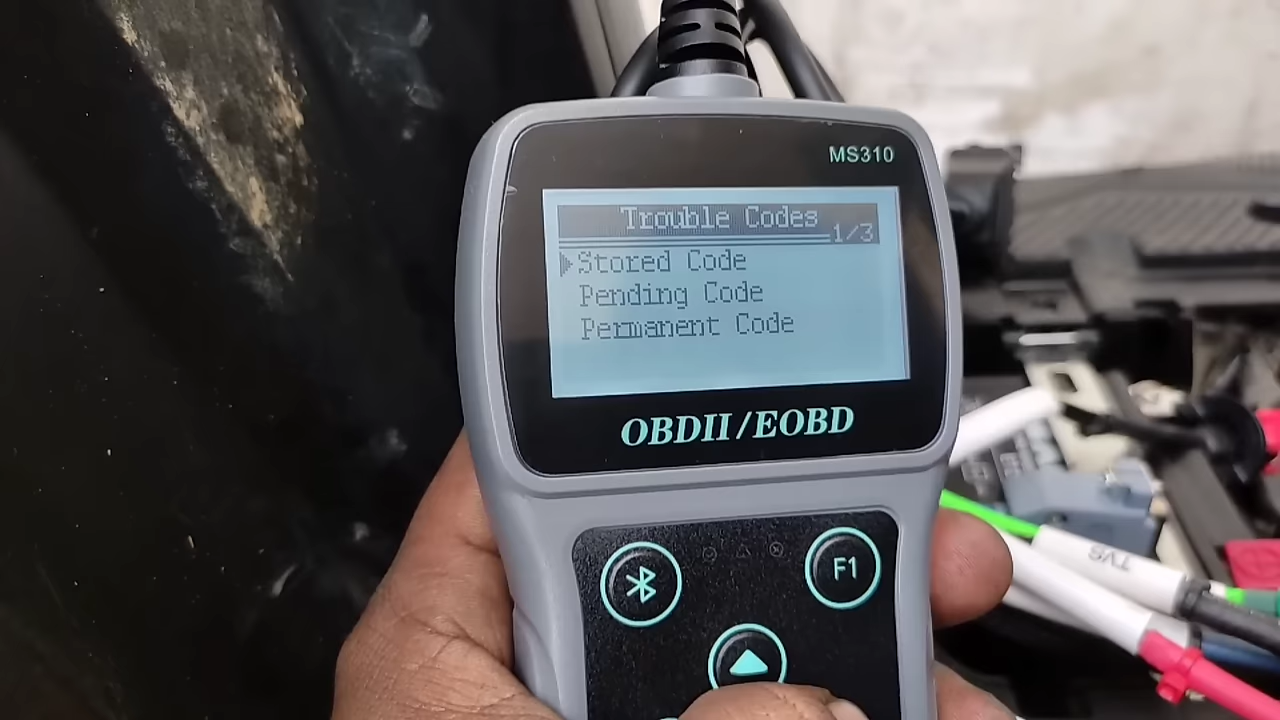 MS310
Trouble Codes
1/3
Stored Code
Pending Code
Permanent Code
OBDII/EOBD
F1
TVS